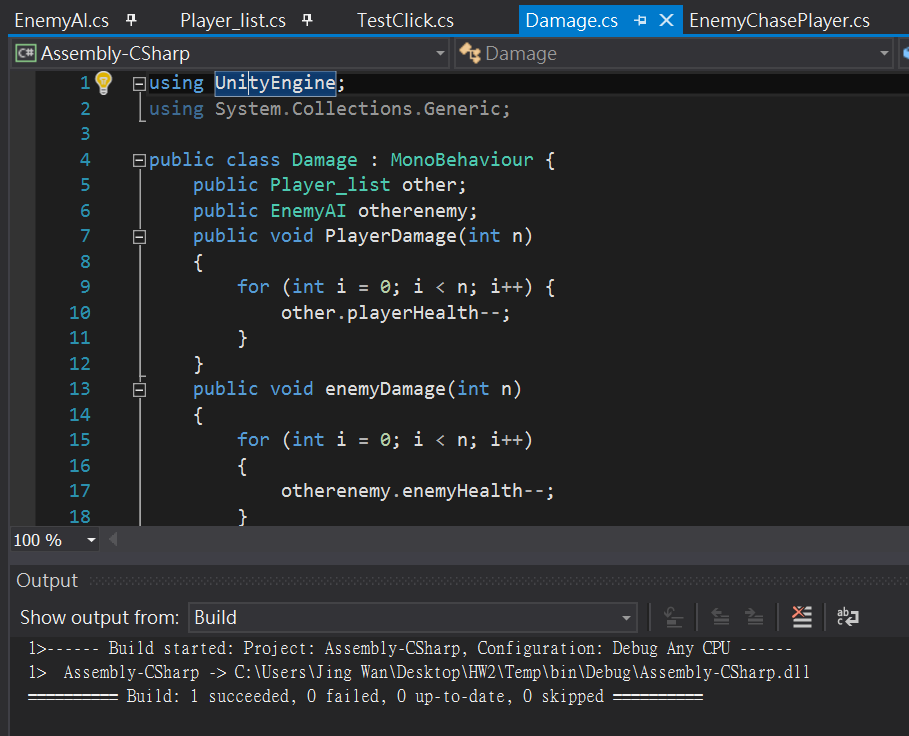 EnemyAI.cs Player_list.cs TestClick.cs Damage.cs EnemyChasePlayer.cs
C# Assembly-CSharp Damage
1 using UnityEngine;
2 using System.Collections.Generic;
3
4 public class Damage : MonoBehaviour {
5 public Player_list other;
6 public EnemyAI otherenemy;
7 public void PlayerDamage(int n)
8 {
9 for (int i = 0; i < n; i++) {
10 other.playerHealth--;
11 }
12 }
13 public void enemyDamage(int n)
14 {
15 for (int i = 0; i < n; i++)
16 {
17 otherenemy.enemyHealth--;
18 }
100 %
Output
Show output from: Build
1>------ Build started: Project: Assembly-CSharp, Configuration: Debug Any CPU ------
1> Assembly-CSharp -> C:\Users\Jing Wan\Desktop\HW2\Temp\bin\Debug\Assembly-CSharp.dll
========== Build: 1 succeeded, 0 failed, 0 up-to-date, 0 skipped ==========